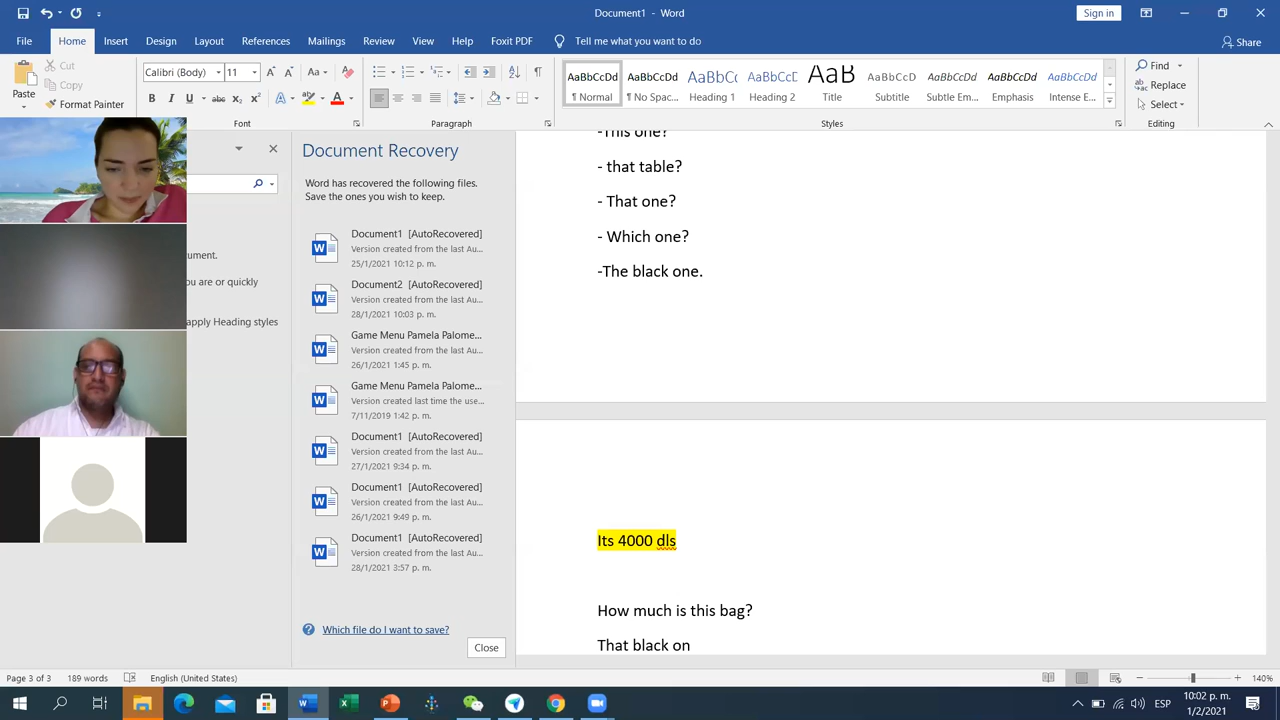 Document1 - Word
Sign in
File Home Insert Design Layout References Mailings Review View Help Foxit PDF Tell me what you want to do Share
Cut
Copy
Paste
Format Painter
Calibri (Body) 11
Font
Paragraph
AaBbCcDd AaBbCcDd AaBbCc AaBbCcD AaB AaBbCcD AaBbCcDd AaBbCcDd AaBbCcDd
¶ Normal ¶ No Spac... Heading 1 Heading 2 Title Subtitle Subtle Em... Emphasis Intense E...
Styles
Find
Replace
Select
Editing
cument.
ou are or quickly
apply Heading styles
Document Recovery
Word has recovered the following files.
Save the ones you wish to keep.
Document1 [AutoRecovered]
Version created from the last Au...
25/1/2021 10:12 p. m.
Document2 [AutoRecovered]
Version created from the last Au...
28/1/2021 10:03 p. m.
Game Menu Pamela Palome...
Version created from the last Au...
26/1/2021 1:45 p. m.
Game Menu Pamela Palome...
Version created last time the use...
7/11/2019 1:42 p. m.
Document1 [AutoRecovered]
Version created from the last Au...
27/1/2021 9:34 p. m.
Document1 [AutoRecovered]
Version created from the last Au...
26/1/2021 9:49 p. m.
Document1 [AutoRecovered]
Version created from the last Au...
28/1/2021 3:57 p. m.
Which file do I want to save?
Close
-This one?
- that table?
- That one?
- Which one?
-The black one.
Its 4000 dls
How much is this bag?
That black on
Page 3 of 3 189 words English (United States) 140%
ESP
10:02 p. m.
1/2/2021